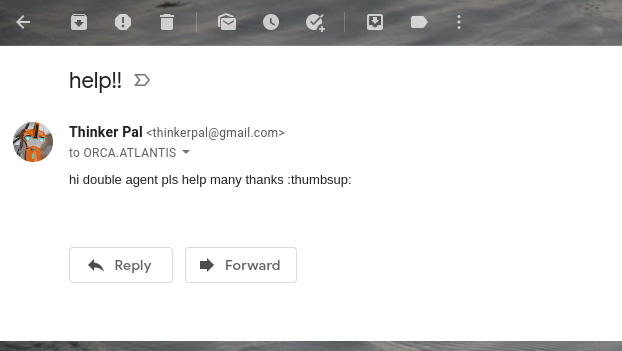 help!!
Thinker Pal <thinkerpal@gmail.com>
to ORCA.ATLANTIS
hi double agent pls help many thanks :thumbsup:
Reply Forward